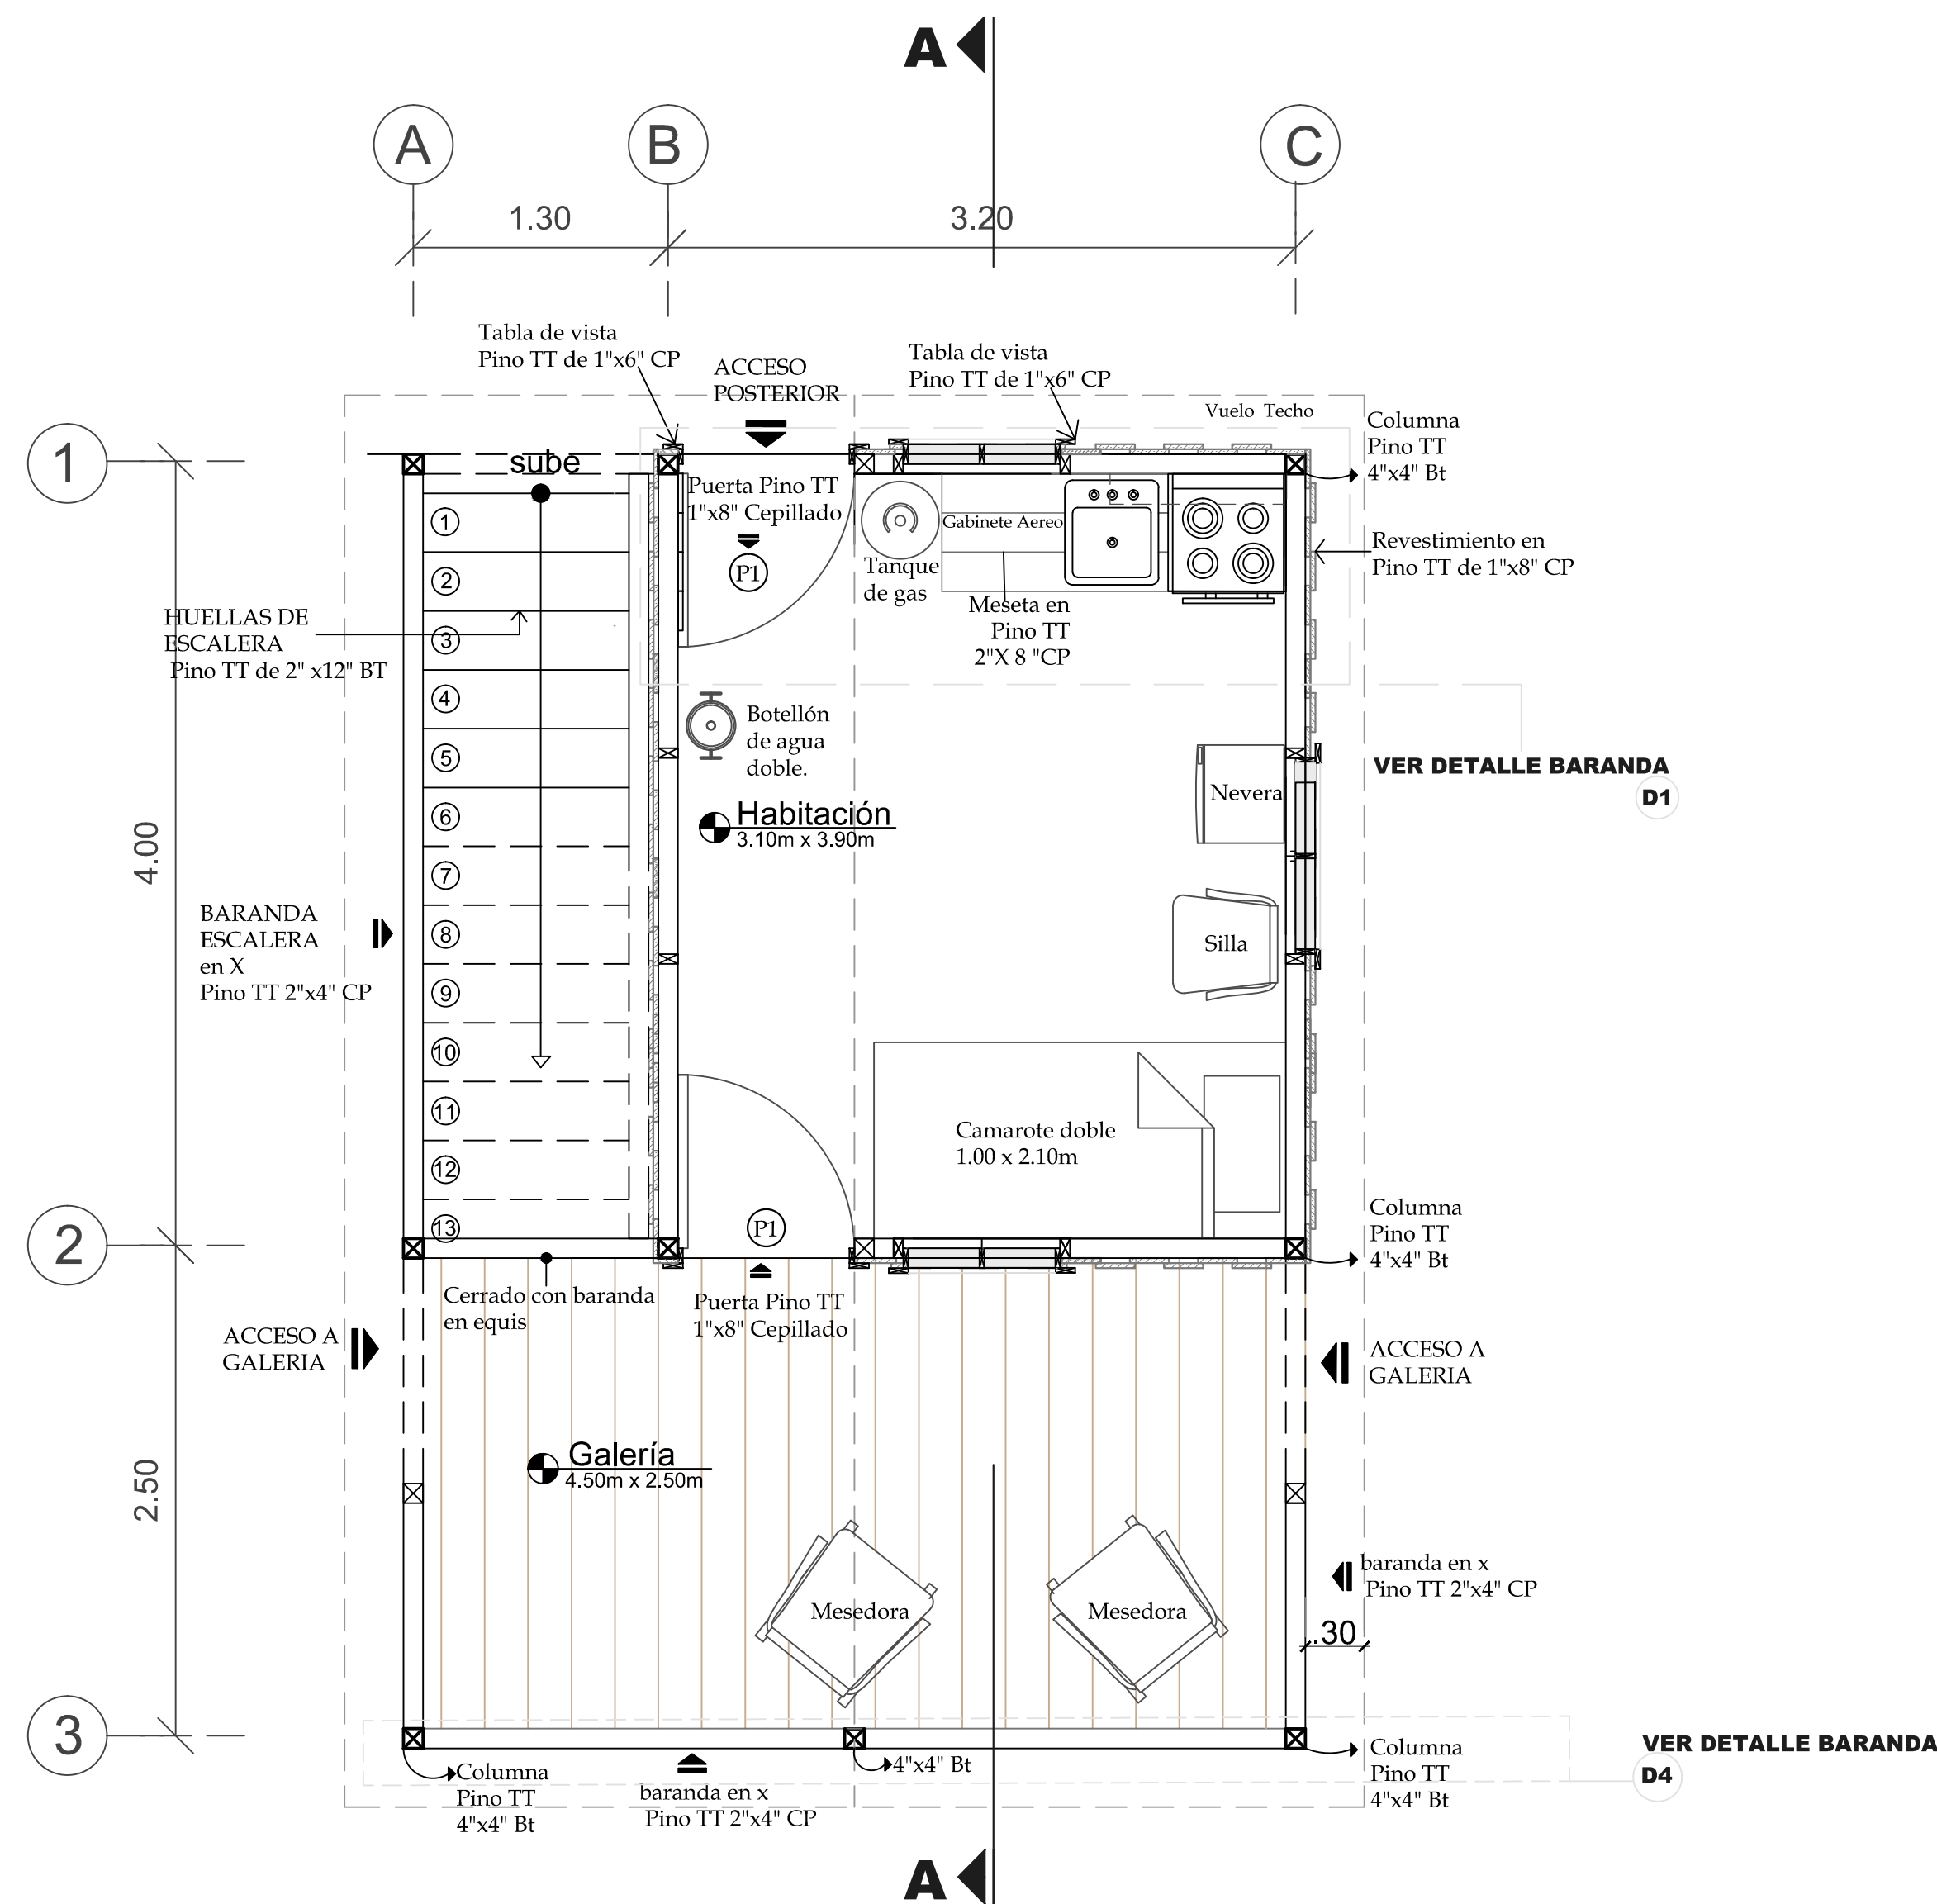 A
A
B
C
1.30
3.20
Tabla de vista
Pino TT de 1"x6" CP
ACCESO
POSTERIOR
Tabla de vista
Pino TT de 1"x6" CP
Vuelo Techo
Columna
Pino TT
4"x4" Bt
1
sube
Puerta Pino TT
1"x8" Cepillado
P1
Gabinete Aereo
Tanque
de gas
Meseta en
Pino TT
2"X 8 "CP
Revestimiento en
Pino TT de 1"x8" CP
1
2
3
4
5
6
7
8
9
10
11
12
13
HUELLAS DE
ESCALERA
Pino TT de 2" x12" BT
Botellón
de agua
doble.
Nevera
VER DETALLE BARANDA
D1
Habitación
3.10m x 3.90m
4.00
BARANDA
ESCALERA
en X
Pino TT 2"x4" CP
Silla
Camarote doble
1.00 x 2.10m
Columna
Pino TT
4"x4" Bt
2
P1
Cerrado con baranda
en equis
Puerta Pino TT
1"x8" Cepillado
ACCESO A
GALERIA
ACCESO A
GALERIA
Galería
4.50m x 2.50m
2.50
Mesedora
Mesedora
baranda en x
Pino TT 2"x4" CP
.30
3
Columna
Pino TT
4"x4" Bt
baranda en x
Pino TT 2"x4" CP
4"x4" Bt
Columna
Pino TT
4"x4" Bt
VER DETALLE BARANDA
D4
A